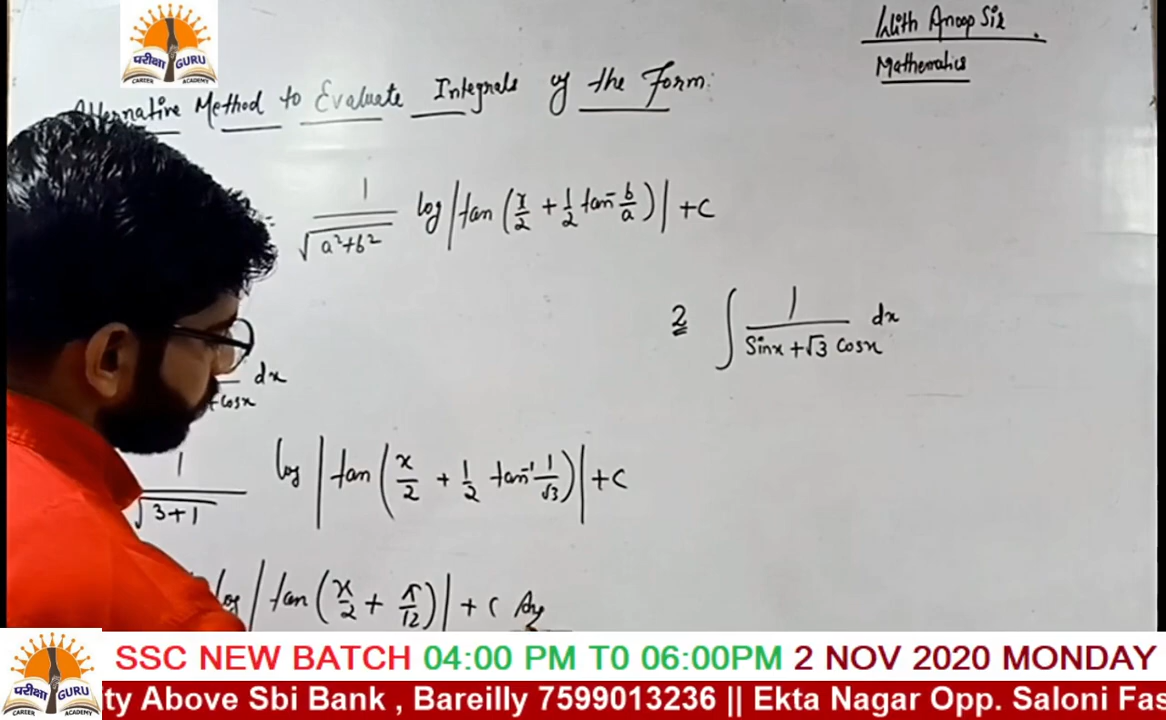 परीक्षा GURU
CAREER ACADEMY
With Anoop Sir.
Mathematics
Alternative Method to Evaluate Integrals of the Form:
= 1/√(a²+b²) log|tan(x/2 + 1/2 tan⁻ b/a)| + C
2 ∫ 1/(Sinx + √3 Cosx) dx
+Cosx dx
1/√(3+1) log|tan(x/2 + 1/2 tan⁻¹ 1/√3)| + C
log|tan(x/2 + π/12)| + C Ans
SSC NEW BATCH 04:00 PM T0 06:00PM 2 NOV 2020 MONDAY
परीक्षा GURU
CAREER ACADEMY
ty Above Sbi Bank , Bareilly 7599013236 || Ekta Nagar Opp. Saloni Fas